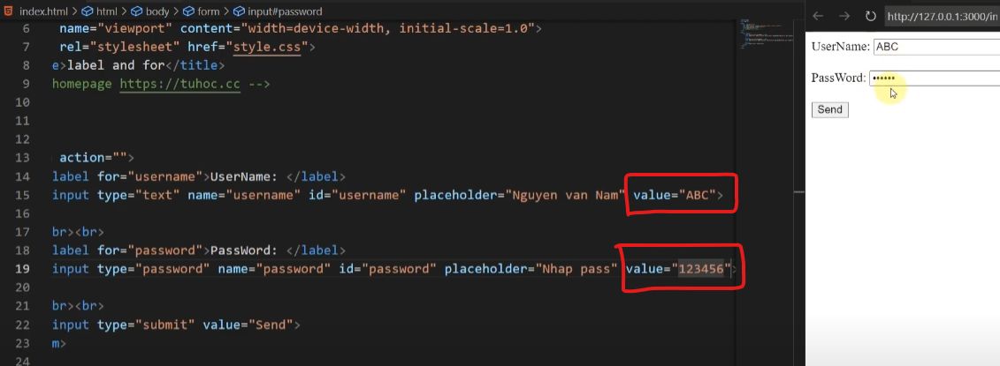 index.html > html > body > form > input#password
6 name="viewport" content="width=device-width, initial-scale=1.0">
7 rel="stylesheet" href="style.css">
8 e>label and for</title>
9 homepage https://tuhoc.cc -->
10
11
12
13 action="">
14 label for="username">UserName: </label>
15 input type="text" name="username" id="username" placeholder="Nguyen van Nam" value="ABC">
16
17 br><br>
18 label for="password">PassWord: </label>
19 input type="password" name="password" id="password" placeholder="Nhap pass" value="123456">
20
21 br><br>
22 input type="submit" value="Send">
23 m>
24
http://127.0.0.1:3000/in
UserName: ABC
PassWord: ••••••
Send